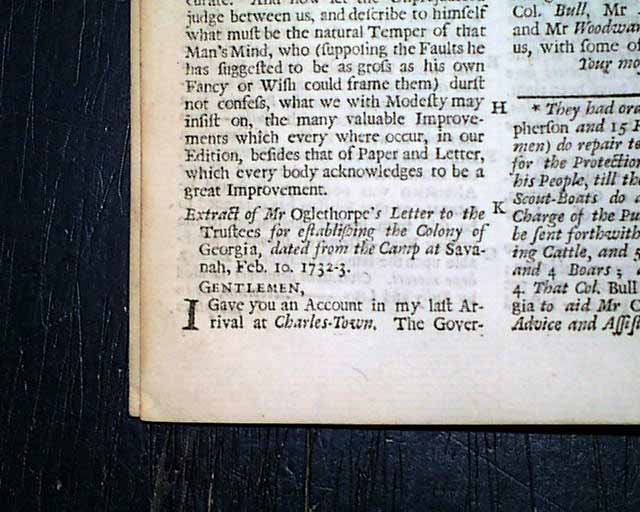 curate. And now let the
judge between us, and deſcribe to himſelf
what muſt be the natural Temper of that
Man's Mind, who (ſuppoſing the Faults he
has ſuggeſted to be as groſs as his own
Fancy or Wiſh could frame them) durſt
not confeſs, what we with Modeſty may
inſiſt on, the many valuable Improve-
ments which every where occur, in our
Edition, beſides that of Paper and Letter,
which every body acknowledges to be a
great Improvement.
Extract of Mr Oglethorpe's Letter to the
Truſtees for eſtabliſhing the Colony of
Georgia, dated from the Camp at Sava-
nah, Feb. 10. 1732-3.
GENTLEMEN,
I Gave you an Account in my laſt Ar-
rival at Charles-Town. The Gover-
H
K
Col. Bull, Mr
and Mr Woodwar
us, with ſome of
Your mo
* They had ord
pherſon and 15
men) do repair t
for the Protection
his People, till th
Scout-Boats do a
Charge of the Pu
be ſent forthwith
ing Cattle, and 5
and 4 Boars;
4. That Col. Bull
gia to aid Mr O
Advice and Aſſiſt